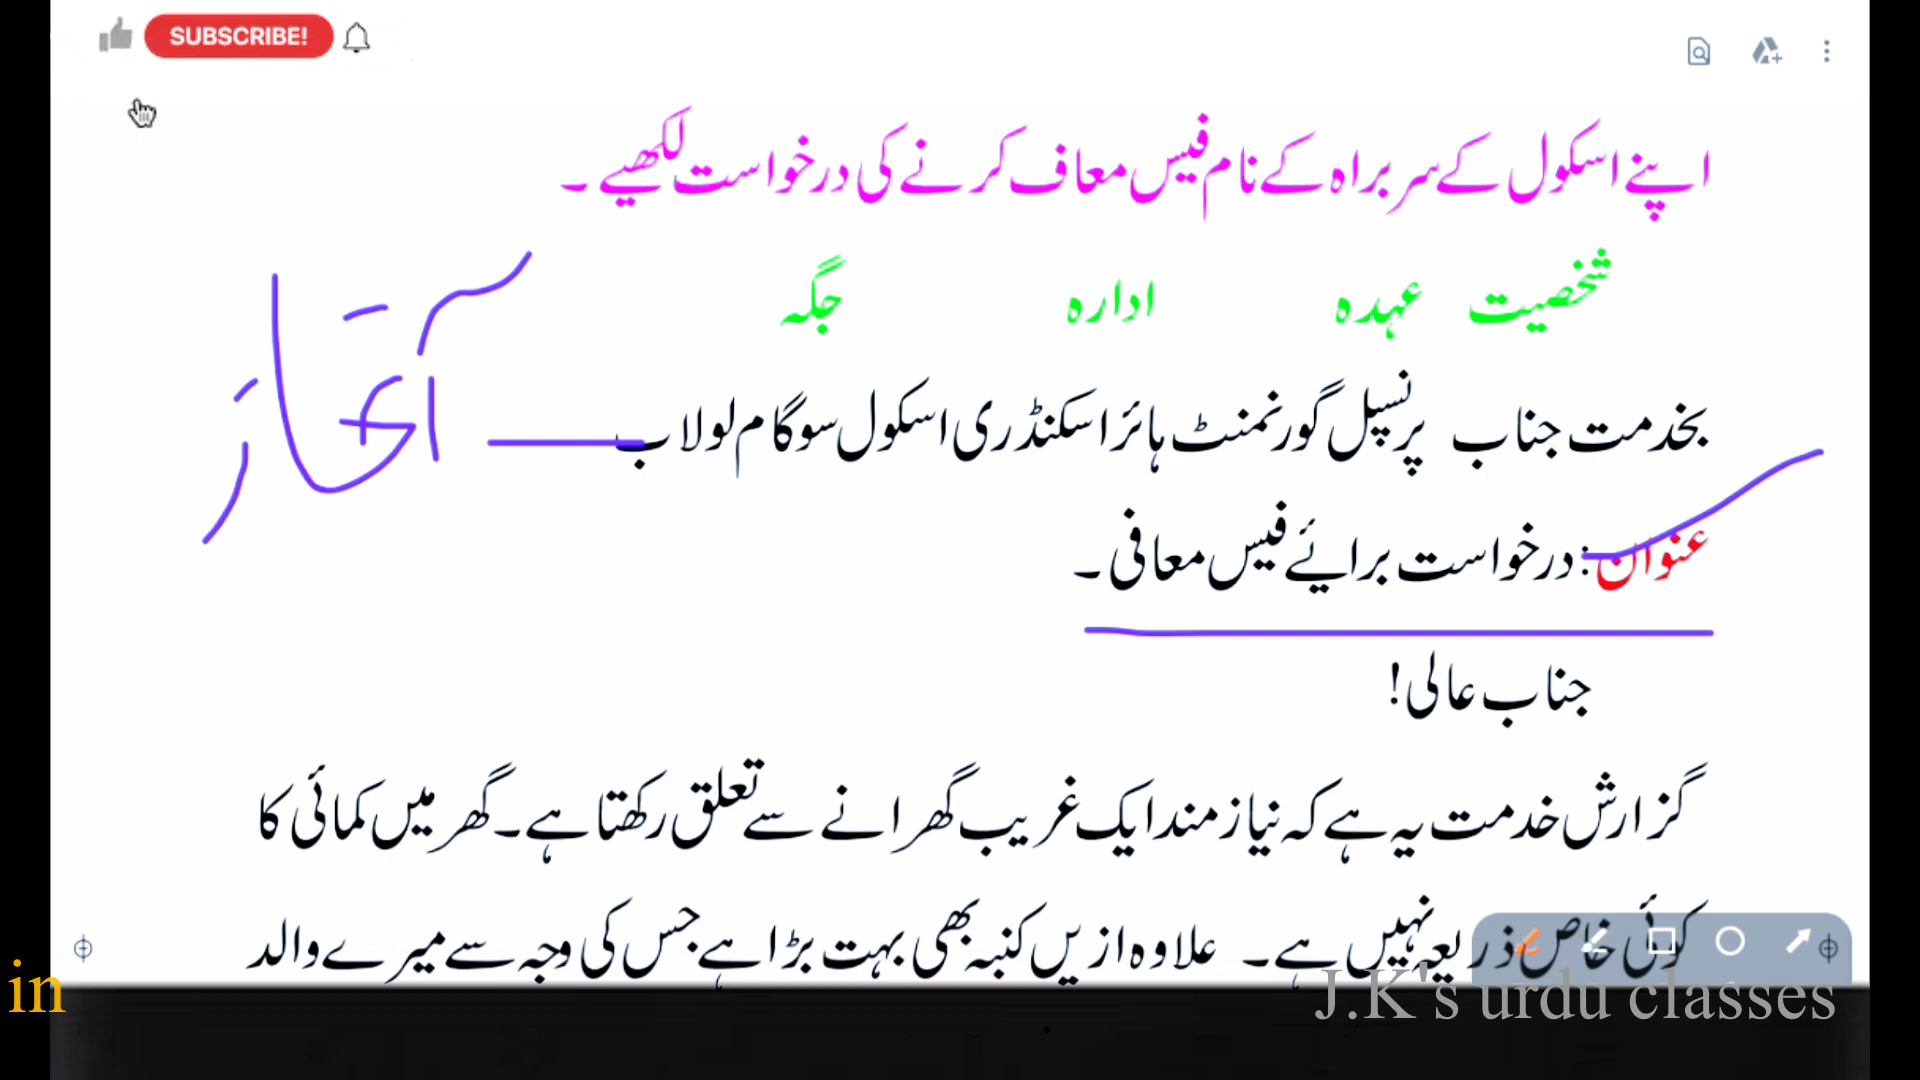 SUBSCRIBE!
اپنے اسکول کے سربراہ کے نام فیس معاف کرنے کی درخواست لکھیے۔
شخصیت عہدہ ادارہ جگہ
بخدمت جناب پرنسپل گورنمنٹ ہائر اسکنڈری اسکول سوگام لولاب
آغاز
عنوان: درخواست برائے فیس معافی۔
جناب عالی!
گزارش خدمت یہ ہے کہ نیازمند ایک غریب گھرانے سے تعلق رکھتا ہے۔ گھر میں کمائی کا
کوئی خاص ذریعہ نہیں ہے۔ علاوہ ازیں کنبہ بھی بہت بڑا ہے جس کی وجہ سے میرے والد
in
J.K's urdu classes